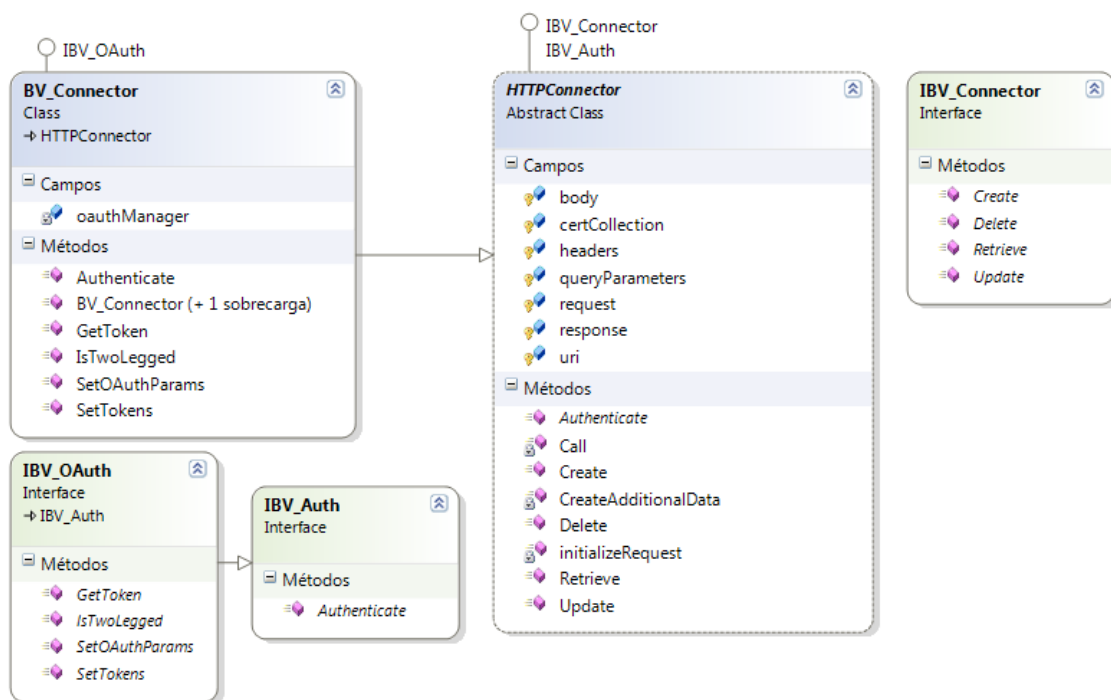 IBV_OAuth
BV_Connector
Class
HTTPConnector
Campos
oauthManager
Métodos
Authenticate
BV_Connector (+ 1 sobrecarga)
GetToken
IsTwoLegged
SetOAuthParams
SetTokens
IBV_Connector
IBV_Auth
HTTPConnector
Abstract Class
Campos
body
certCollection
headers
queryParameters
request
response
uri
Métodos
Authenticate
Call
Create
CreateAdditionalData
Delete
initializeRequest
Retrieve
Update
IBV_Connector
Interface
Métodos
Create
Delete
Retrieve
Update
IBV_OAuth
Interface
IBV_Auth
Métodos
GetToken
IsTwoLegged
SetOAuthParams
SetTokens
IBV_Auth
Interface
Métodos
Authenticate